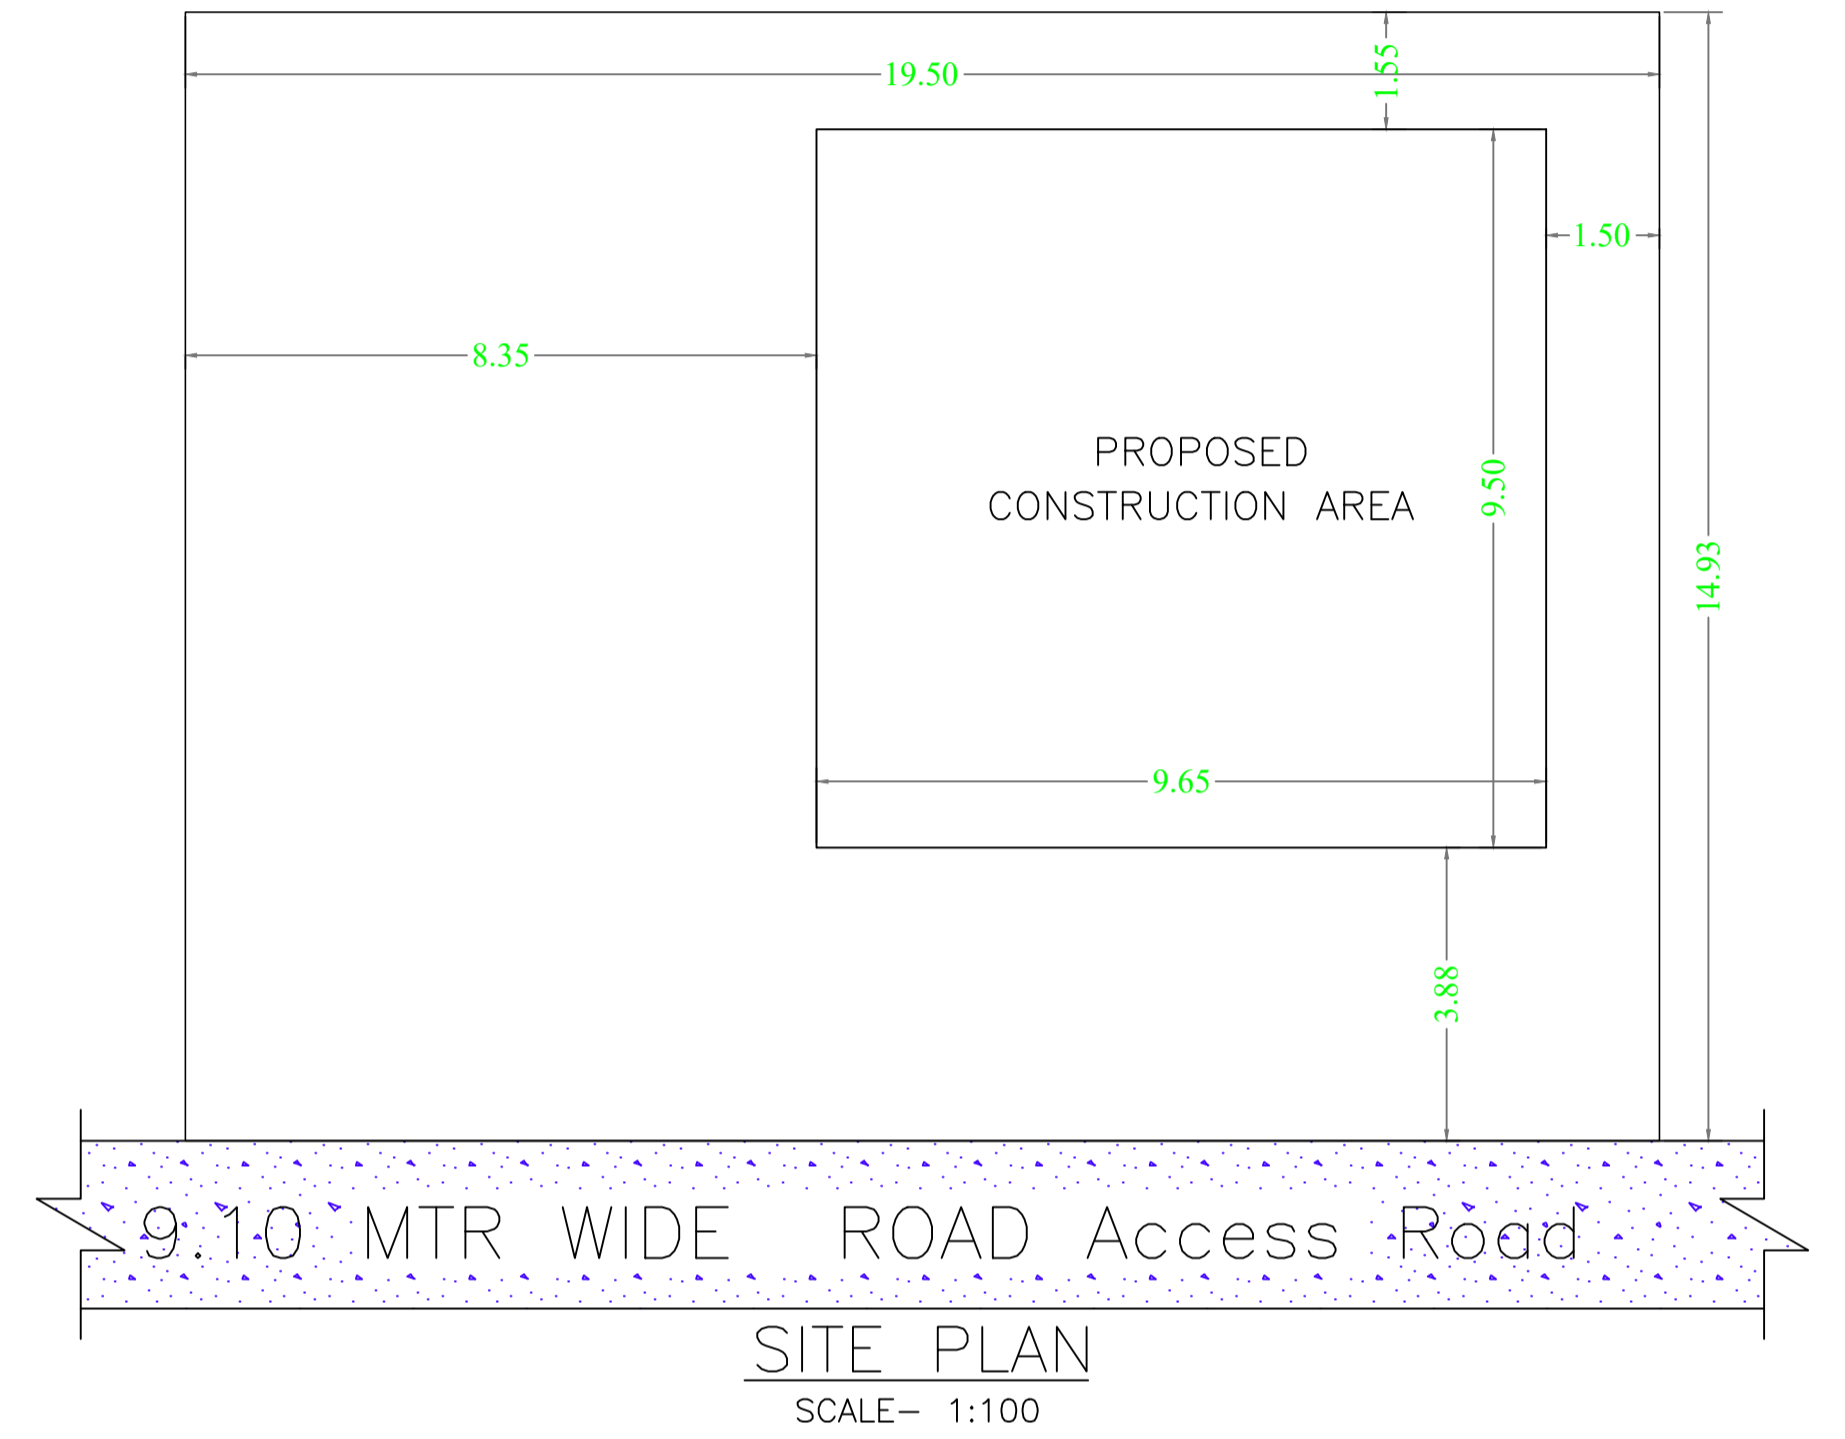 1.55
19.50
1.50
8.35
PROPOSED
CONSTRUCTION AREA
9.50
14.93
9.65
3.88
9.10 MTR WIDE ROAD Access Road
SITE PLAN
SCALE- 1:100